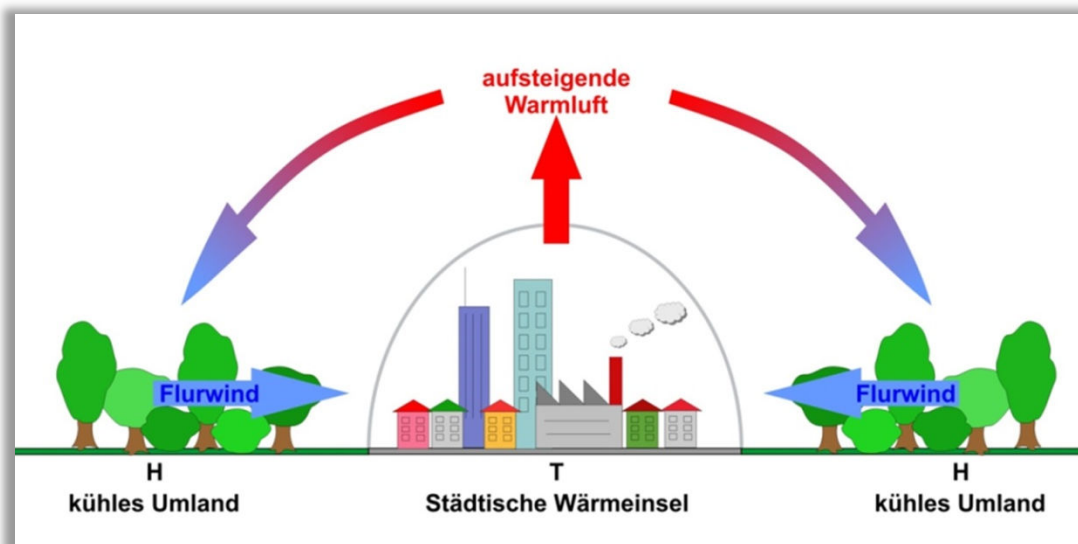 aufsteigende
Warmluft
Flurwind
Flurwind
H
T
H
kühles Umland
Städtische Wärmeinsel
kühles Umland